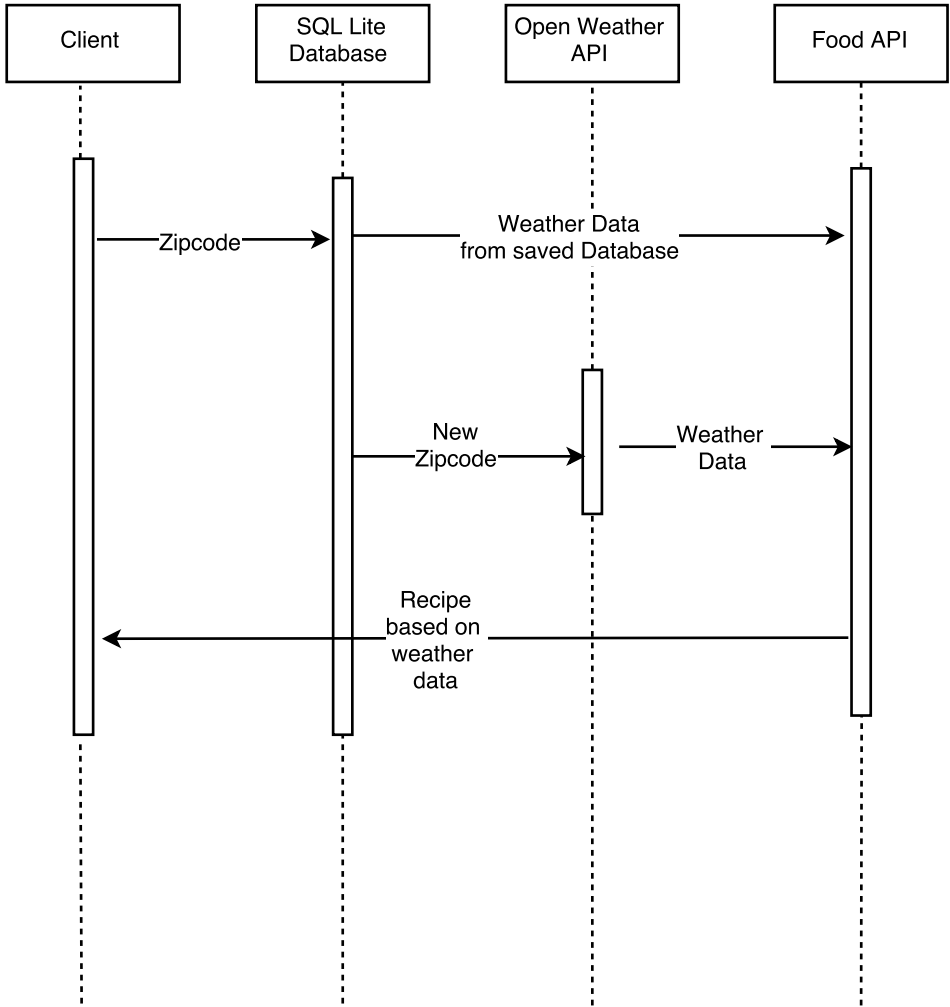 Client
SQL Lite
Database
Open Weather
API
Food API
Zipcode
Weather Data
from saved Database
New
Zipcode
Weather
Data
Recipe
based on
weather
data